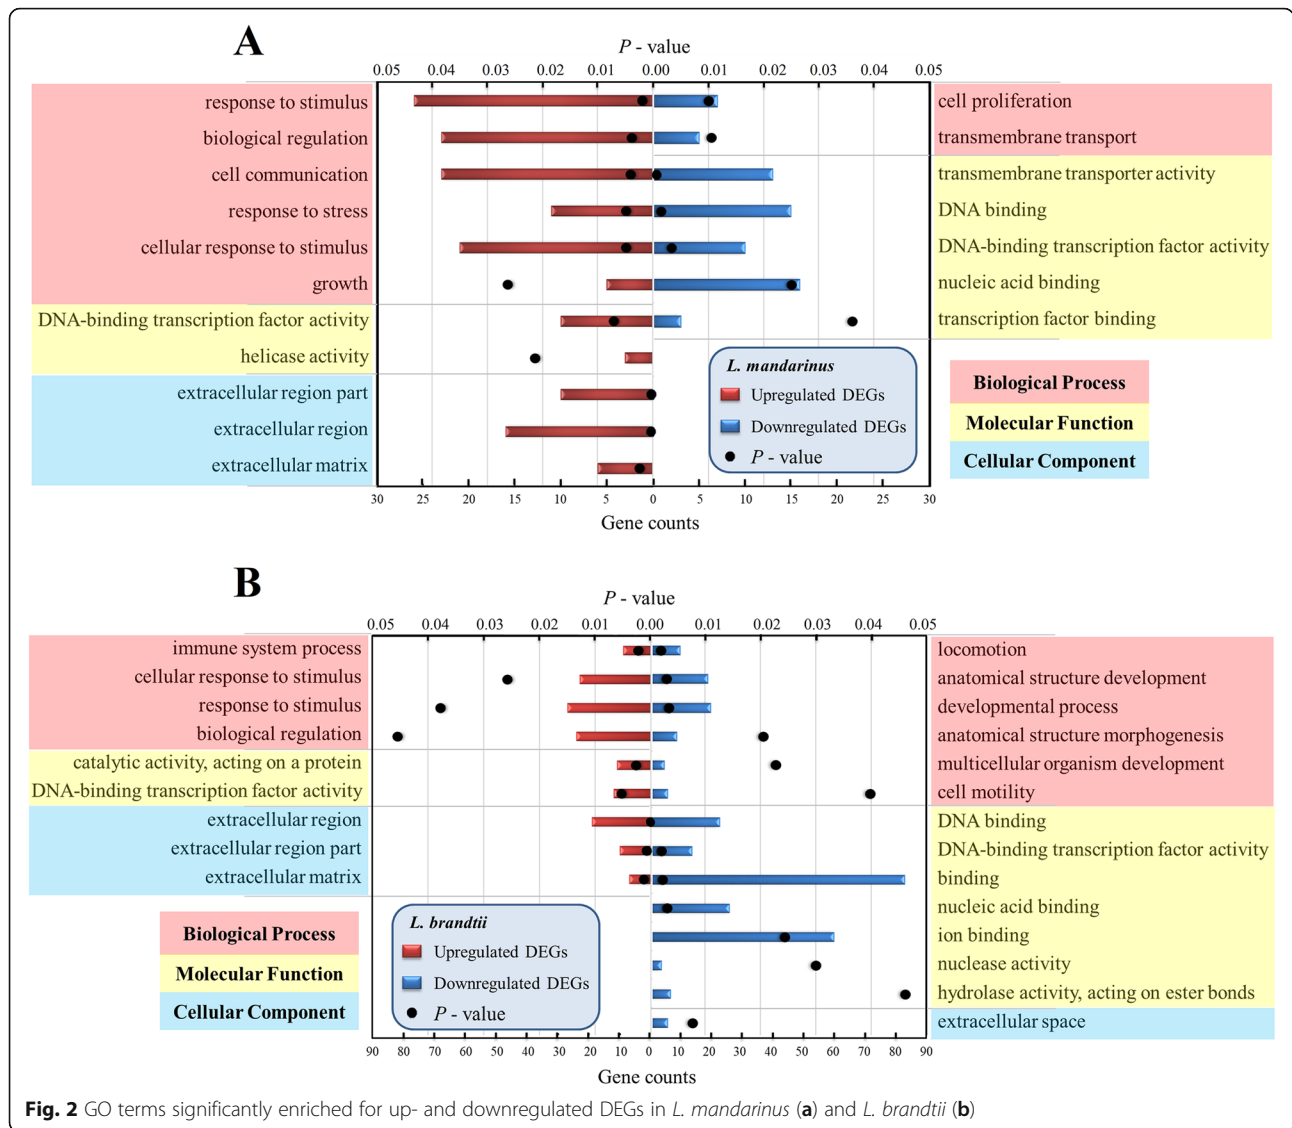 A
P - value
0.05 0.04 0.03 0.02 0.01 0.00 0.01 0.02 0.03 0.04 0.05
response to stimulus
biological regulation
cell communication
response to stress
cellular response to stimulus
growth
DNA-binding transcription factor activity
helicase activity
extracellular region part
extracellular region
extracellular matrix
cell proliferation
transmembrane transport
transmembrane transporter activity
DNA binding
DNA-binding transcription factor activity
nucleic acid binding
transcription factor binding
L. mandarinus
Upregulated DEGs
Downregulated DEGs
P - value
Biological Process
Molecular Function
Cellular Component
30 25 20 15 10 5 0 5 10 15 20 25 30
Gene counts
B
P - value
0.05 0.04 0.03 0.02 0.01 0.00 0.01 0.02 0.03 0.04 0.05
immune system process
cellular response to stimulus
response to stimulus
biological regulation
catalytic activity, acting on a protein
DNA-binding transcription factor activity
extracellular region
extracellular region part
extracellular matrix
locomotion
anatomical structure development
developmental process
anatomical structure morphogenesis
multicellular organism development
cell motility
DNA binding
DNA-binding transcription factor activity
binding
nucleic acid binding
ion binding
nuclease activity
hydrolase activity, acting on ester bonds
extracellular space
Biological Process
Molecular Function
Cellular Component
L. brandtii
Upregulated DEGs
Downregulated DEGs
P - value
90 80 70 60 50 40 30 20 10 0 10 20 30 40 50 60 70 80 90
Gene counts
Fig. 2 GO terms significantly enriched for up- and downregulated DEGs in L. mandarinus (a) and L. brandtii (b)